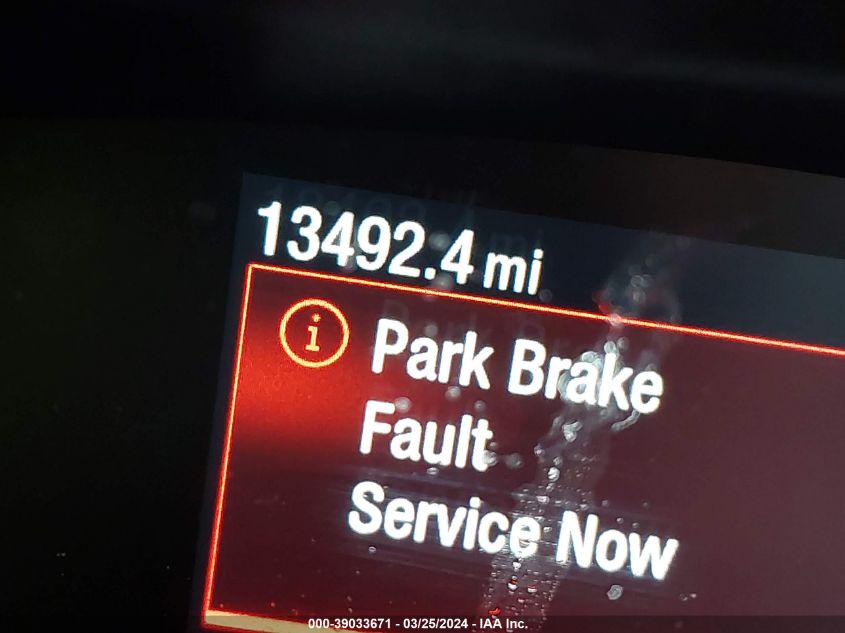 13492.4 mi
i
Park Brake
Fault
Service Now
000-39033671 - 03/25/2024 - IAA Inc.